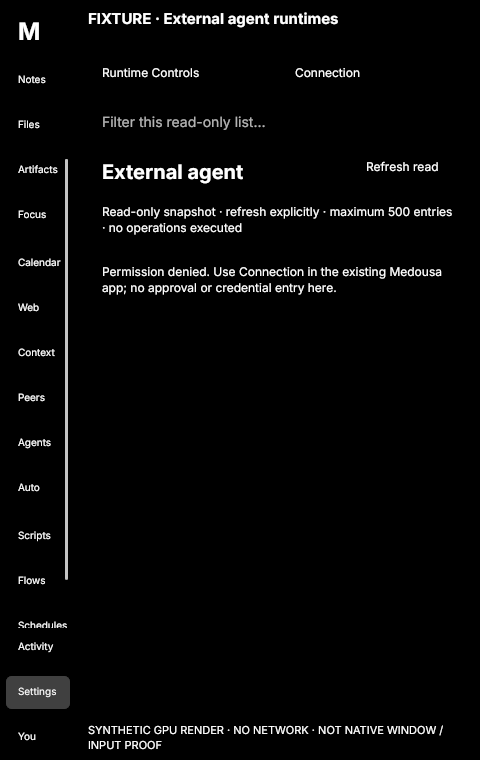 M
FIXTURE · External agent runtimes
Notes
Files
Artifacts
Focus
Calendar
Web
Context
Peers
Agents
Auto
Scripts
Flows
Schedules
Activity
Settings
You
Runtime Controls
Connection
Filter this read-only list...
External agent
Refresh read
Read-only snapshot · refresh explicitly · maximum 500 entries
· no operations executed
Permission denied. Use Connection in the existing Medousa
app; no approval or credential entry here.
SYNTHETIC GPU RENDER · NO NETWORK · NOT NATIVE WINDOW /
INPUT PROOF